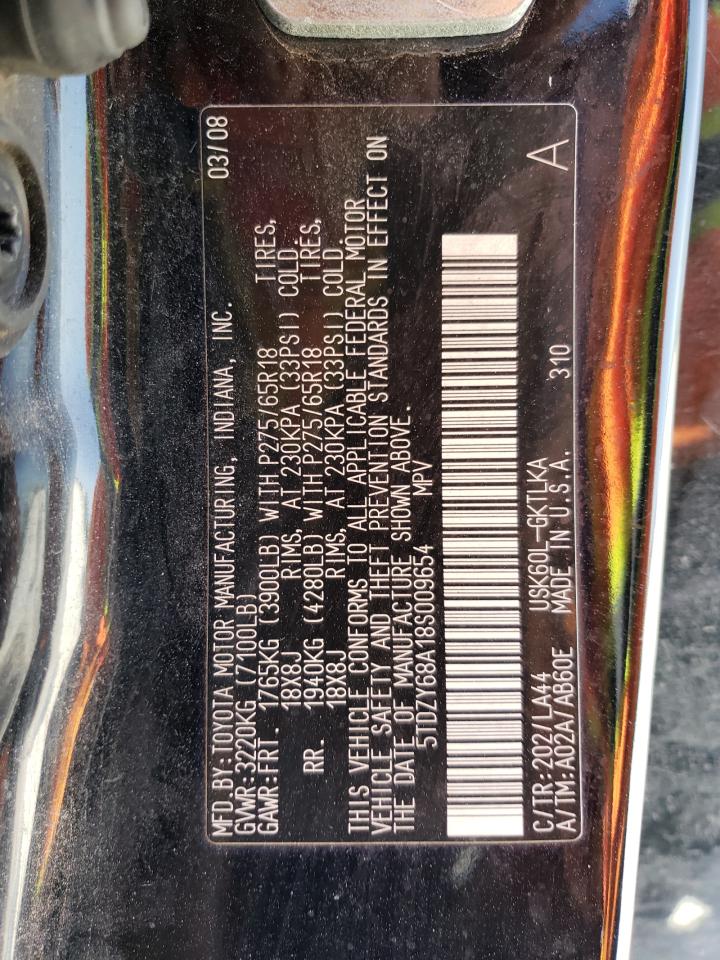 MFD.BY:TOYOTA MOTOR MANUFACTURING, INDIANA, INC. 03/08
GVWR:3220KG (7100LB)
GAWR:FRT. 1765KG (3900LB) WITH P275/65R18 TIRES,
18X8J RIMS, AT 230KPA (33PSI) COLD.
RR. 1940KG (4280LB) WITH P275/65R18 TIRES,
18X8J RIMS, AT 230KPA (33PSI) COLD.
THIS VEHICLE CONFORMS TO ALL APPLICABLE FEDERAL MOTOR
VEHICLE SAFETY AND THEFT PREVENTION STANDARDS IN EFFECT ON
THE DATE OF MANUFACTURE SHOWN ABOVE.
5TDZY68A18S009654 MPV
C/TR:202/LA44 USK60L-GKTLKA
A/TM:A02A/AB60E MADE IN U.S.A. 310 A